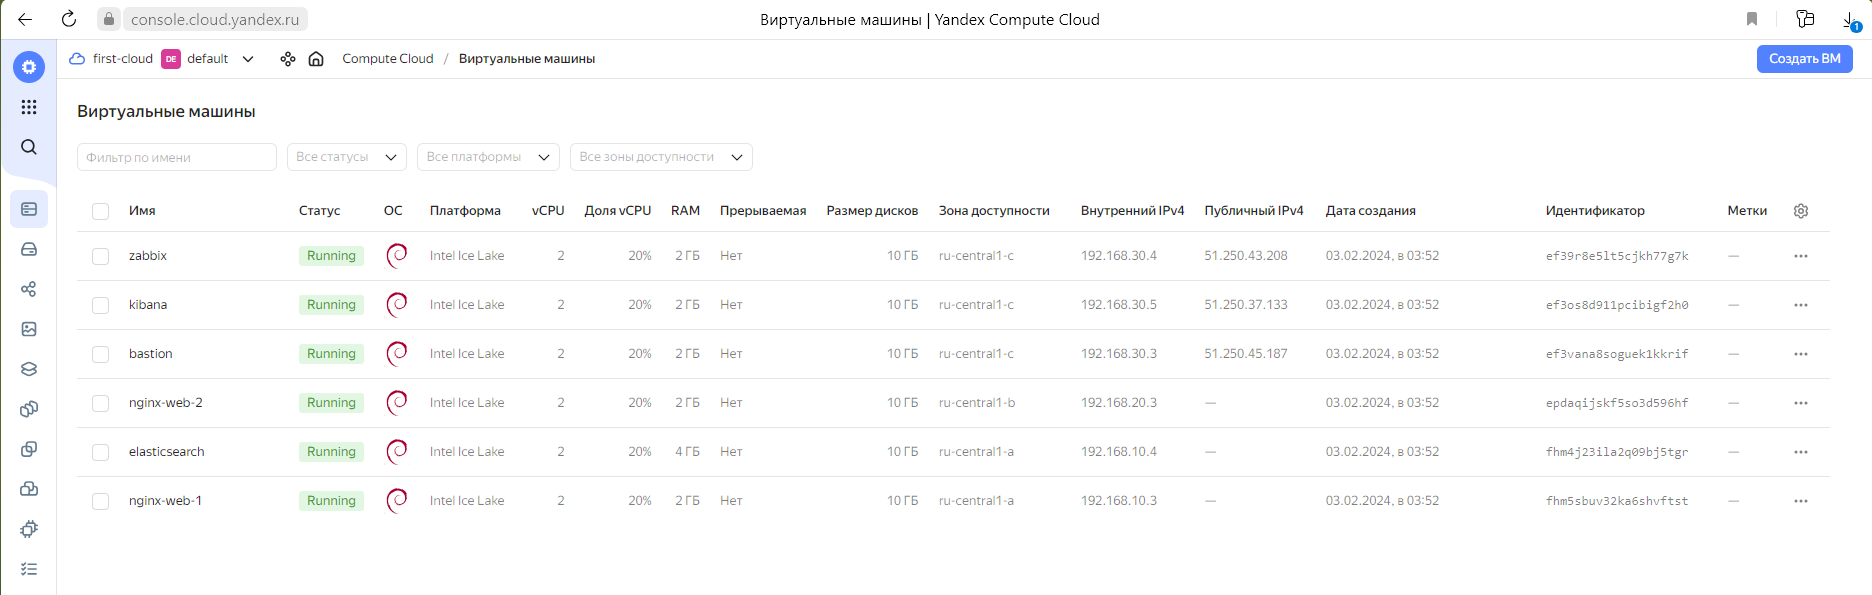 console.cloud.yandex.ru Виртуальные машины | Yandex Compute Cloud 1
first-cloud DE default Compute Cloud / Виртуальные машины Создать ВМ
Виртуальные машины
Фильтр по имени Все статусы Все платформы Все зоны доступности
Имя Статус ОС Платформа vCPU Доля vCPU RAM Прерываемая Размер дисков Зона доступности Внутренний IPv4 Публичный IPv4 Дата создания Идентификатор Метки
zabbix Running Intel Ice Lake 2 20% 2 ГБ Нет 10 ГБ ru-central1-c 192.168.30.4 51.250.43.208 03.02.2024, в 03:52 ef39r8e5lt5cjkh77g7k —
kibana Running Intel Ice Lake 2 20% 2 ГБ Нет 10 ГБ ru-central1-c 192.168.30.5 51.250.37.133 03.02.2024, в 03:52 ef3os8d911pcibigf2h0 —
bastion Running Intel Ice Lake 2 20% 2 ГБ Нет 10 ГБ ru-central1-c 192.168.30.3 51.250.45.187 03.02.2024, в 03:52 ef3vana8soguek1kkrif —
nginx-web-2 Running Intel Ice Lake 2 20% 2 ГБ Нет 10 ГБ ru-central1-b 192.168.20.3 — 03.02.2024, в 03:52 epdaqijskf5so3d596hf —
elasticsearch Running Intel Ice Lake 2 20% 4 ГБ Нет 10 ГБ ru-central1-a 192.168.10.4 — 03.02.2024, в 03:52 fhm4j23ila2q09bj5tgr —
nginx-web-1 Running Intel Ice Lake 2 20% 2 ГБ Нет 10 ГБ ru-central1-a 192.168.10.3 — 03.02.2024, в 03:52 fhm5sbuv32ka6shvftst —